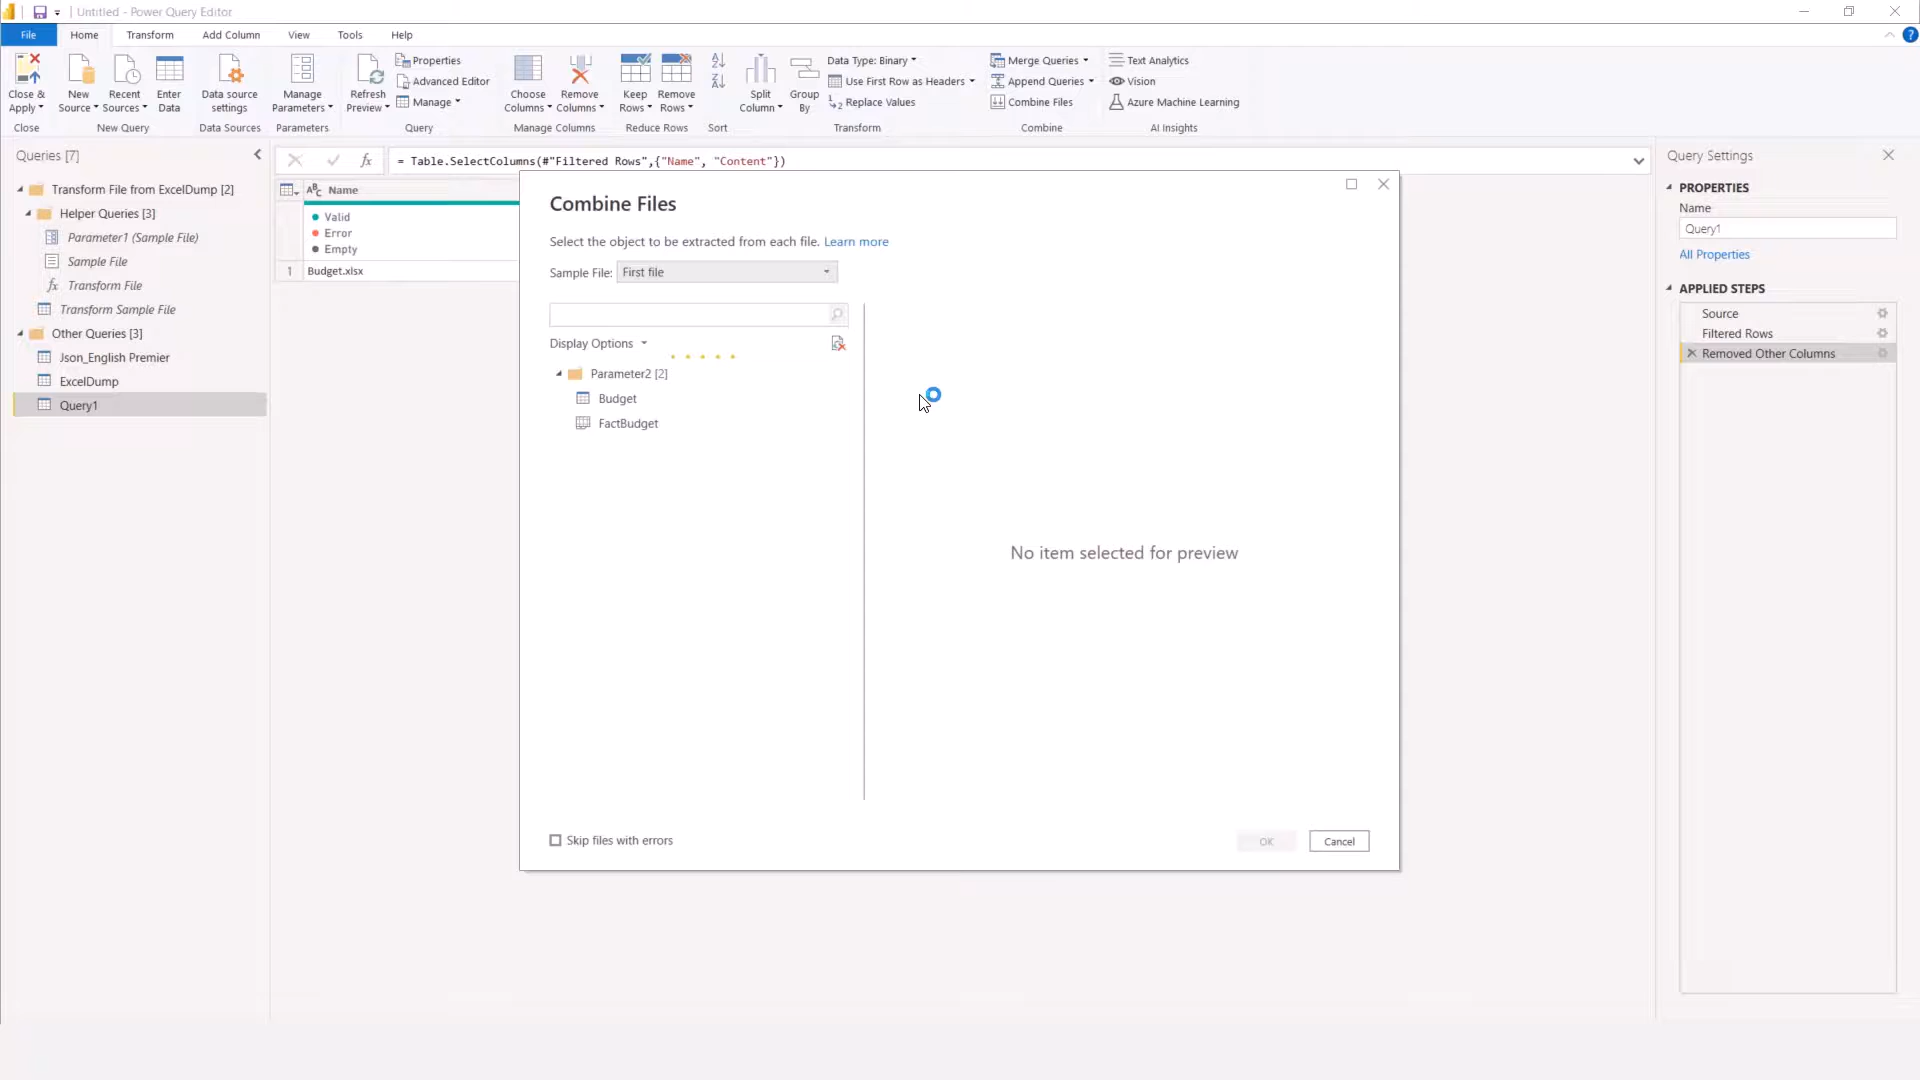 Untitled - Power Query Editor
File Home Transform Add Column View Tools Help
Close & Apply
Close
New Source
Recent Sources
Enter Data
New Query
Data source settings
Data Sources
Manage Parameters
Parameters
Refresh Preview
Properties
Advanced Editor
Manage
Query
Choose Columns
Remove Columns
Manage Columns
Keep Rows
Remove Rows
Reduce Rows
Sort
Split Column
Group By
Data Type: Binary
Use First Row as Headers
Replace Values
Transform
Merge Queries
Append Queries
Combine Files
Combine
Text Analytics
Vision
Azure Machine Learning
AI Insights
Queries [7]
Transform File from ExcelDump [2]
Helper Queries [3]
Parameter1 (Sample File)
Sample File
Transform File
Transform Sample File
Other Queries [3]
Json_English Premier
ExcelDump
Query1
= Table.SelectColumns(#"Filtered Rows",{"Name", "Content"})
Name
Valid
Error
Empty
1 Budget.xlsx
Combine Files
Select the object to be extracted from each file. Learn more
Sample File: First file
Display Options
Parameter2 [2]
Budget
FactBudget
No item selected for preview
Skip files with errors
OK
Cancel
Query Settings
PROPERTIES
Name
Query1
All Properties
APPLIED STEPS
Source
Filtered Rows
Removed Other Columns